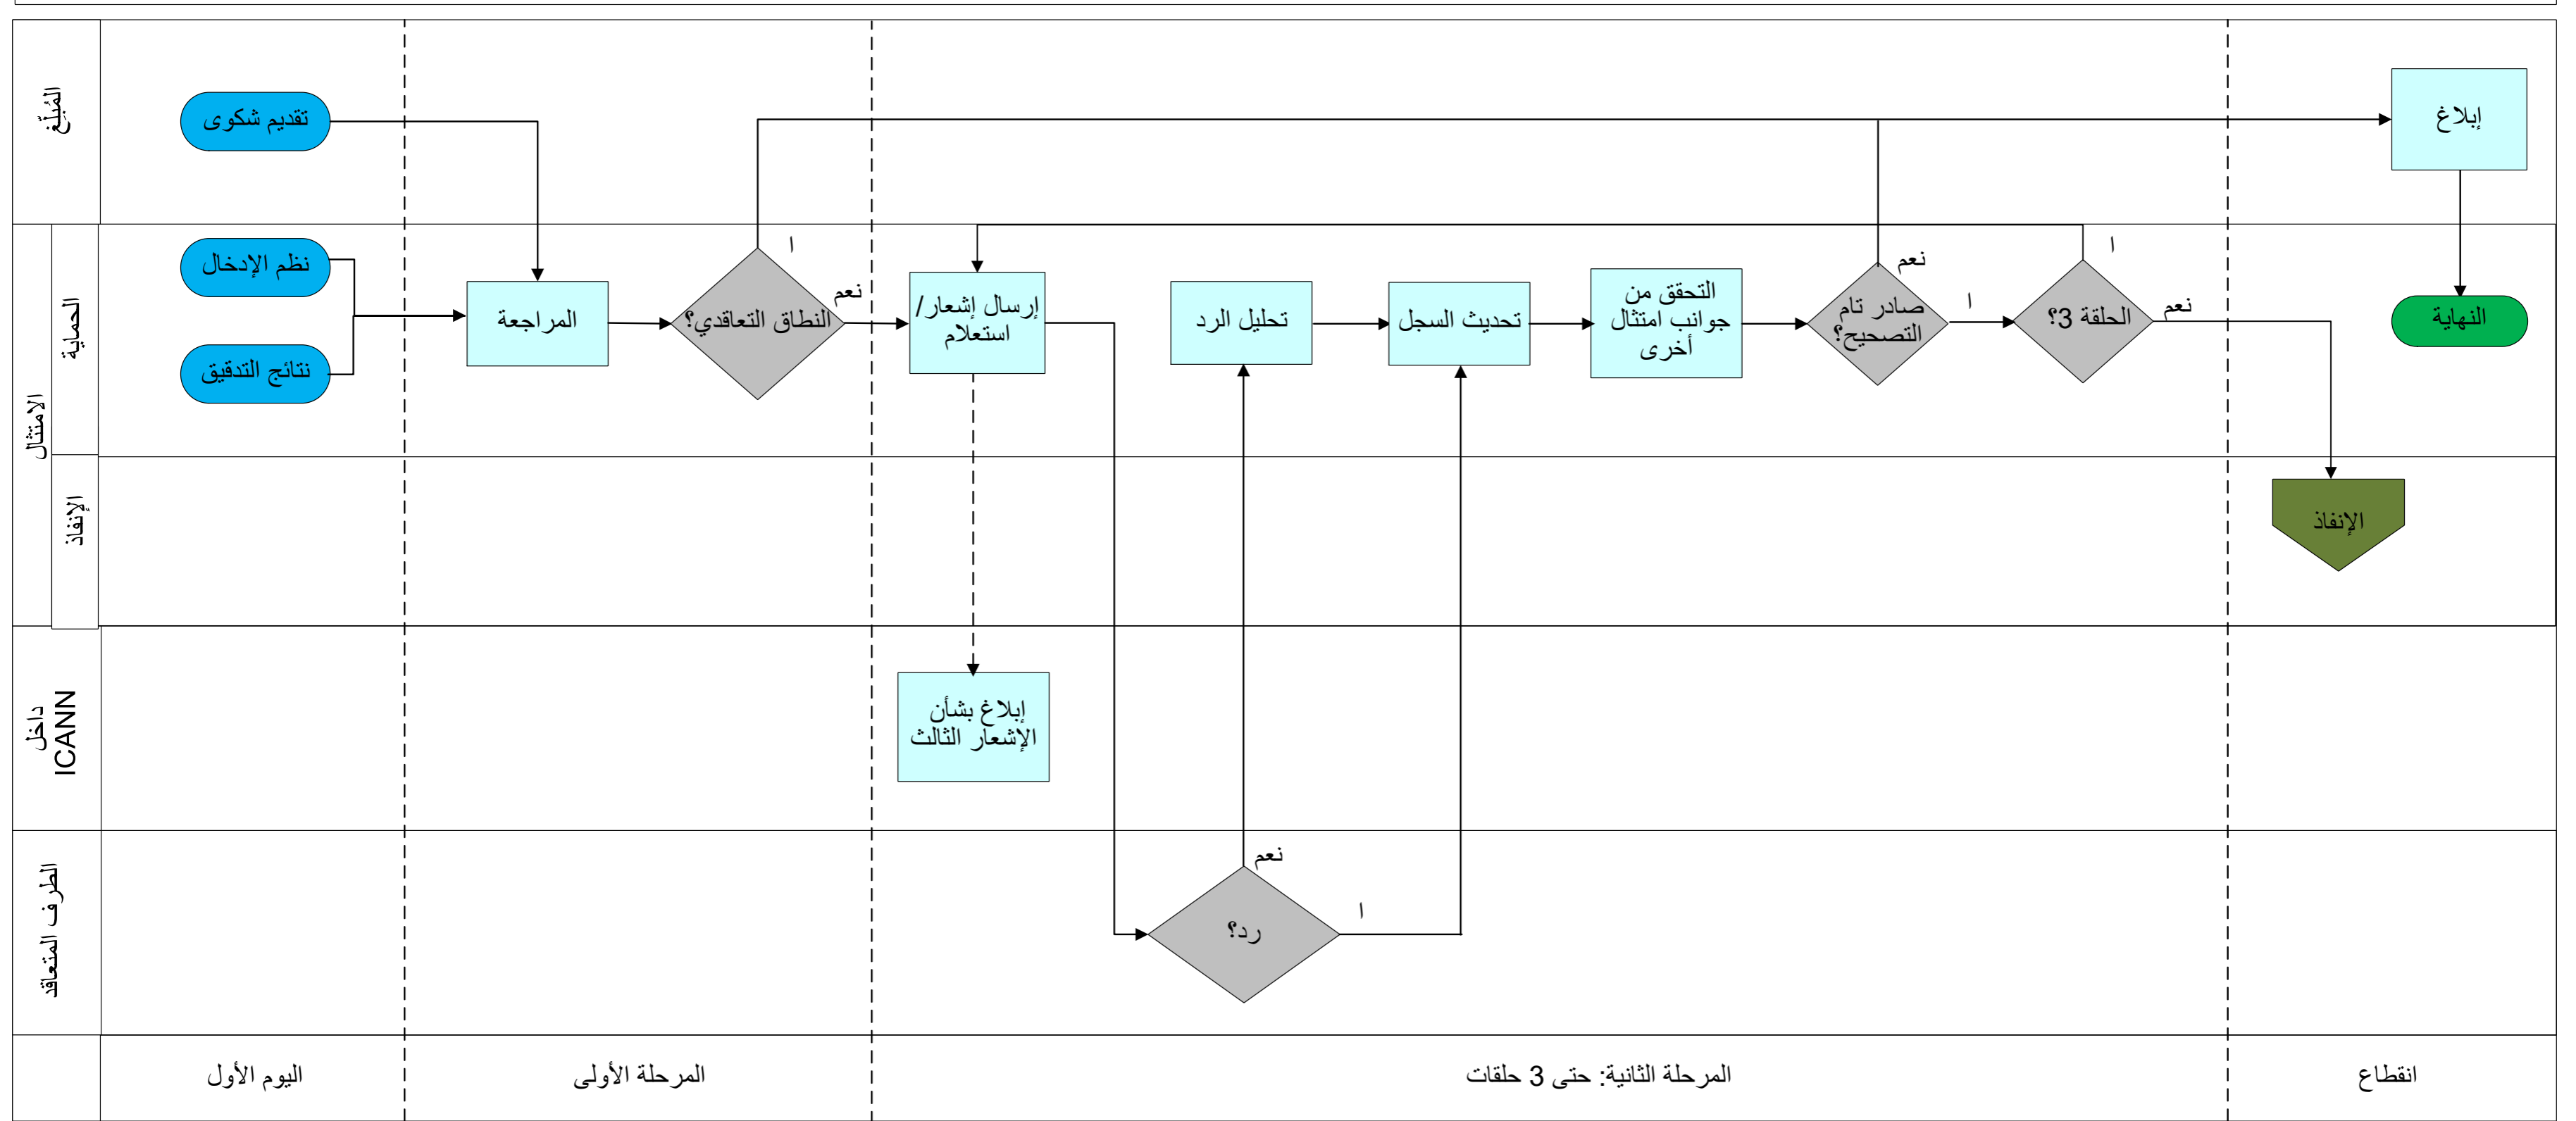 المُبلِّغ
تقديم شكوى
إبلاغ
الامتثال
الحماية
نظم الإدخال
نتائج التدقيق
المراجعة
ا
النطاق التعاقدي؟
نعم
إرسال إشعار/
استعلام
تحليل الرد
تحديث السجل
التحقق من
جوانب امتثال
أخرى
نعم
صادر تام
التصحيح؟
ا
ا
الحلقة 3؟
نعم
النهاية
الإنفاذ
الإنفاذ
داخل
ICANN
إبلاغ بشأن
الإشعار الثالث
الطرف المتعاقد
نعم
رد؟
ا
اليوم الأول
المرحلة الأولى
المرحلة الثانية: حتى 3 حلقات
انقطاع